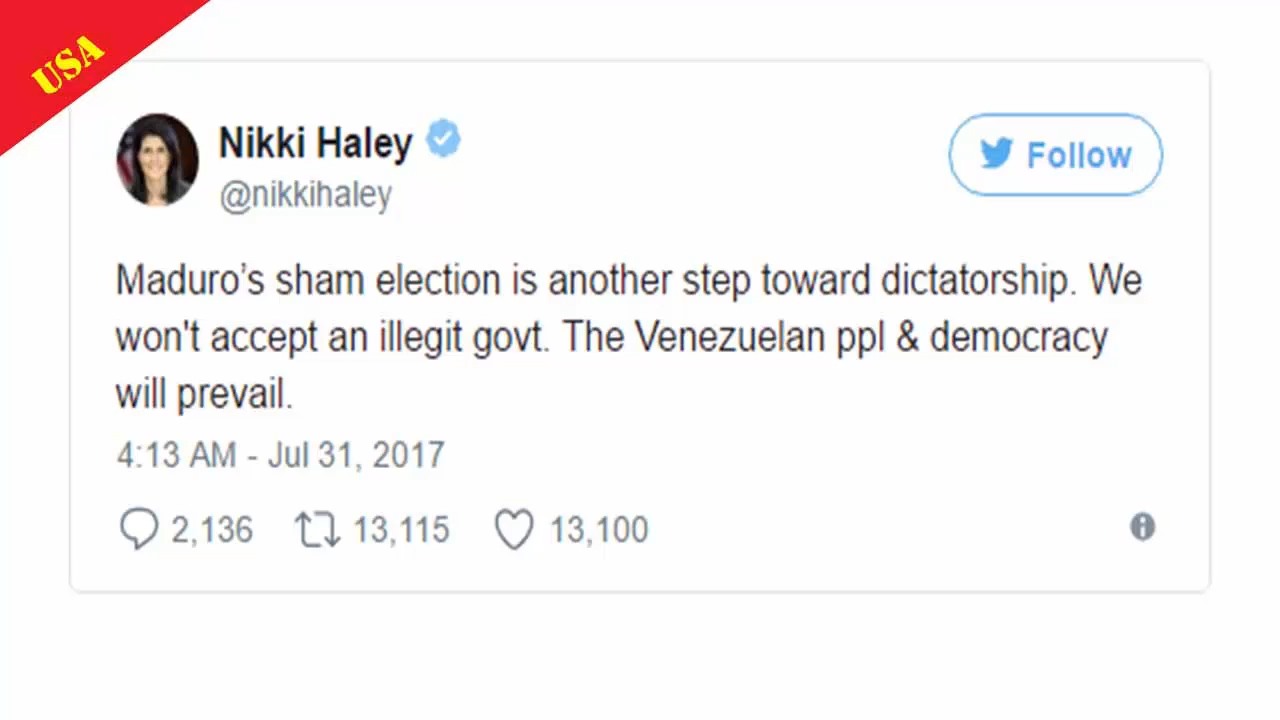 USA
Nikki Haley
@nikkihaley
Follow
Maduro’s sham election is another step toward dictatorship. We
won't accept an illegit govt. The Venezuelan ppl & democracy
will prevail.
4:13 AM - Jul 31, 2017
2,136 13,115 13,100